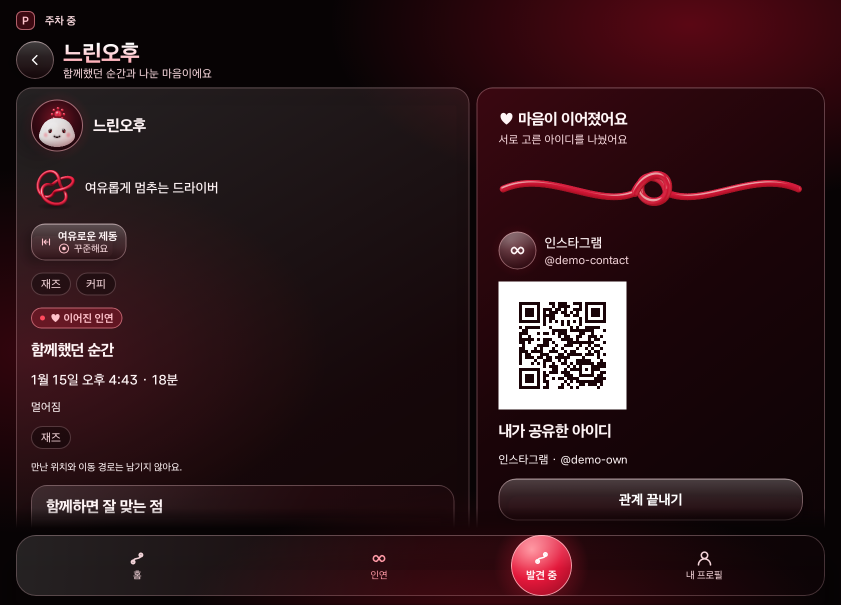 P 주차 중
느린오후
함께했던 순간과 나눈 마음이에요
느린오후
여유롭게 멈추는 드라이버
여유로운 제동
꾸준해요
재즈 커피
이어진 인연
함께했던 순간
1월 15일 오후 4:43 · 18분
멀어짐
재즈
만난 위치와 이동 경로는 남기지 않아요.
함께하면 잘 맞는 점
마음이 이어졌어요
서로 고른 아이디를 나눴어요
인스타그램
@demo-contact
내가 공유한 아이디
인스타그램 · @demo-own
관계 끝내기
홈
인연
발견 중
내 프로필